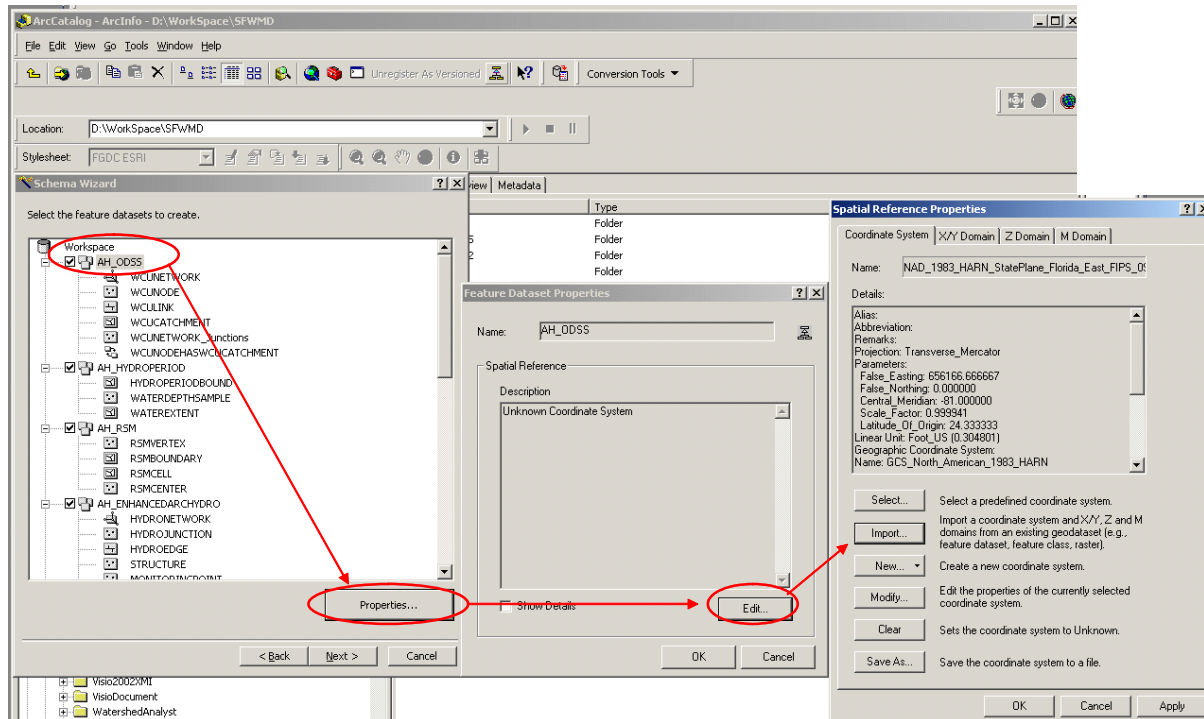 ArcCatalog - ArcInfo - D:\WorkSpace\SFWMD
File Edit View Go Tools Window Help
Unregister As Versioned
Conversion Tools
Location: D:\WorkSpace\SFWMD
Stylesheet: FGDC ESRI
Schema Wizard
Select the feature datasets to create.
Workspace
AH_ODSS
WCUNETWORK
WCUNODE
WCULINK
WCUCATCHMENT
WCUNETWORK_Junctions
WCUNODEHASWCUCATCHMENT
AH_HYDROPERIOD
HYDROPERIODBOUND
WATERDEPTHSAMPLE
WATEREXTENT
AH_RSM
RSMVERTEX
RSMBOUNDARY
RSMCELL
RSMCENTER
AH_ENHANCEDARCHYDRO
HYDRONETWORK
HYDROJUNCTION
HYDROEDGE
STRUCTURE
MONITORINGPOINT
Properties...
< Back Next > Cancel
Visio2002XMI
VisioDocument
WatershedAnalyst
view Metadata
Type
Folder
5 Folder
2 Folder
Folder
Feature Dataset Properties
Name: AH_ODSS
Spatial Reference
Description
Unknown Coordinate System
Show Details
Edit...
OK Cancel
Spatial Reference Properties
Coordinate System X/Y Domain Z Domain M Domain
Name: NAD_1983_HARN_StatePlane_Florida_East_FIPS_09
Details:
Alias:
Abbreviation:
Remarks:
Projection: Transverse_Mercator
Parameters:
False_Easting: 656166.666667
False_Northing: 0.000000
Central_Meridian: -81.000000
Scale_Factor: 0.999941
Latitude_Of_Origin: 24.333333
Linear Unit: Foot_US (0.304801)
Geographic Coordinate System:
Name: GCS_North_American_1983_HARN
Select... Select a predefined coordinate system.
Import... Import a coordinate system and X/Y, Z and M
domains from an existing geodataset (e.g.,
feature dataset, feature class, raster).
New... Create a new coordinate system.
Modify... Edit the properties of the currently selected
coordinate system.
Clear Sets the coordinate system to Unknown.
Save As... Save the coordinate system to a file.
OK Cancel Apply